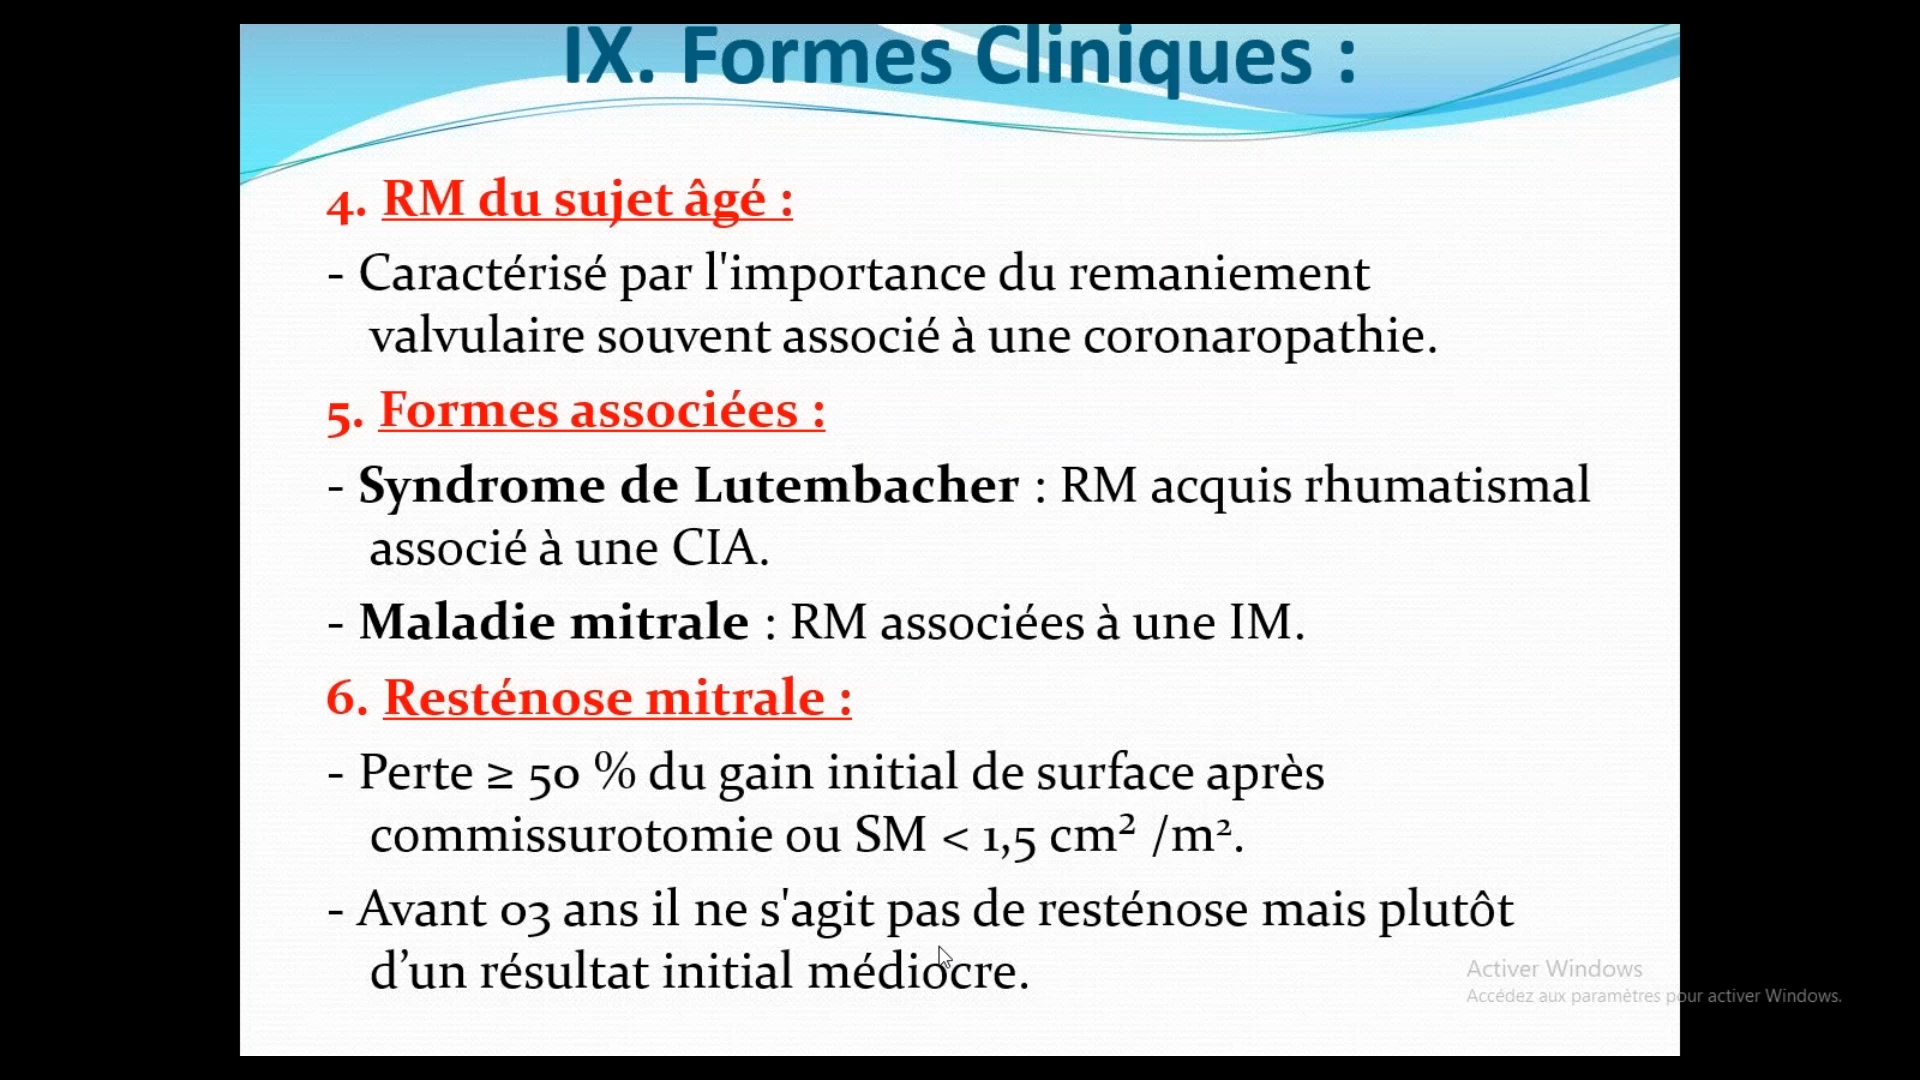 IX. Formes Cliniques :
4. RM du sujet âgé :
- Caractérisé par l'importance du remaniement
valvulaire souvent associé à une coronaropathie.
5. Formes associées :
- Syndrome de Lutembacher : RM acquis rhumatismal
associé à une CIA.
- Maladie mitrale : RM associées à une IM.
6. Resténose mitrale :
- Perte ≥ 50 % du gain initial de surface après
commissurotomie ou SM < 1,5 cm² /m².
- Avant 03 ans il ne s'agit pas de resténose mais plutôt
d’un résultat initial médiocre.
Activer Windows
Accédez aux paramètres pour activer Windows.